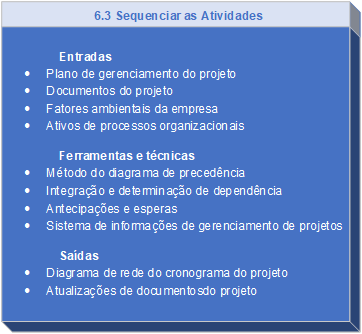 6.3 Sequenciar as Atividades
Entradas
• Plano de gerenciamento do projeto
• Documentos do projeto
• Fatores ambientais da empresa
• Ativos de processos organizacionais
Ferramentas e técnicas
• Método do diagrama de precedência
• Integração e determinação de dependência
• Antecipações e esperas
• Sistema de informações de gerenciamento de projetos
Saídas
• Diagrama de rede do cronograma do projeto
• Atualizações de documentosdo projeto